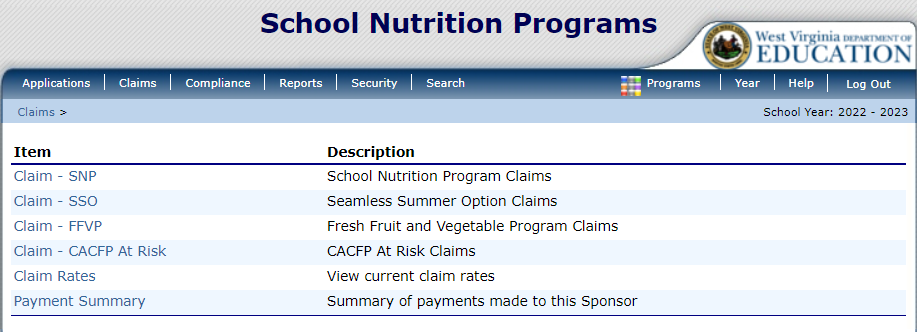 School Nutrition Programs
West Virginia DEPARTMENT OF
EDUCATION
Applications Claims Compliance Reports Security Search Programs Year Help Log Out
Claims > School Year: 2022 - 2023
Item Description
Claim - SNP School Nutrition Program Claims
Claim - SSO Seamless Summer Option Claims
Claim - FFVP Fresh Fruit and Vegetable Program Claims
Claim - CACFP At Risk CACFP At Risk Claims
Claim Rates View current claim rates
Payment Summary Summary of payments made to this Sponsor